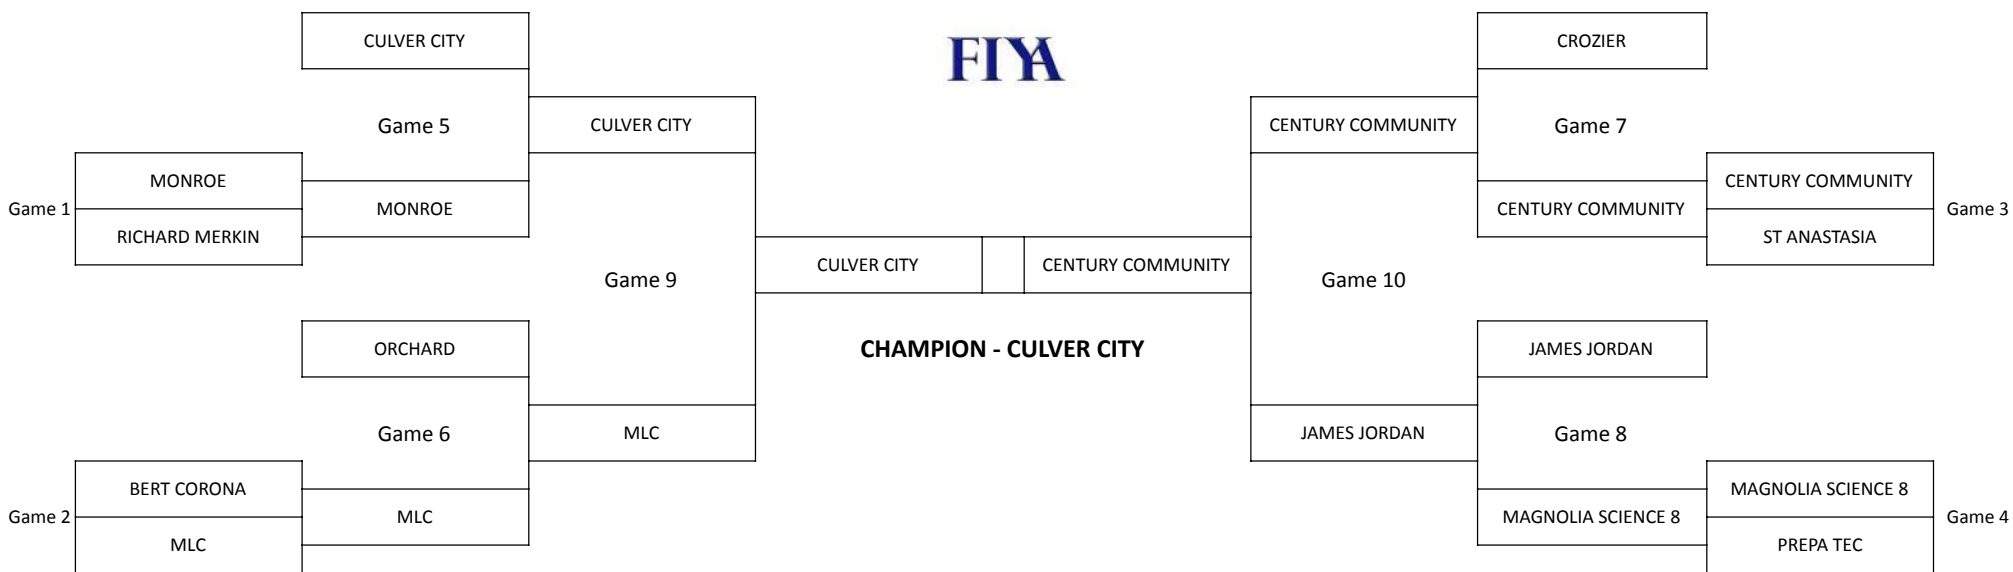 CULVER CITY
FIYA
CROZIER
Game 5
CULVER CITY
CENTURY COMMUNITY
Game 7
MONROE
CENTURY COMMUNITY
Game 1
MONROE
CENTURY COMMUNITY
Game 3
RICHARD MERKIN
ST ANASTASIA
CULVER CITY
CENTURY COMMUNITY
Game 9
Game 10
ORCHARD
CHAMPION - CULVER CITY
JAMES JORDAN
Game 6
MLC
JAMES JORDAN
Game 8
BERT CORONA
MAGNOLIA SCIENCE 8
Game 2
MLC
MAGNOLIA SCIENCE 8
Game 4
MLC
PREPA TEC